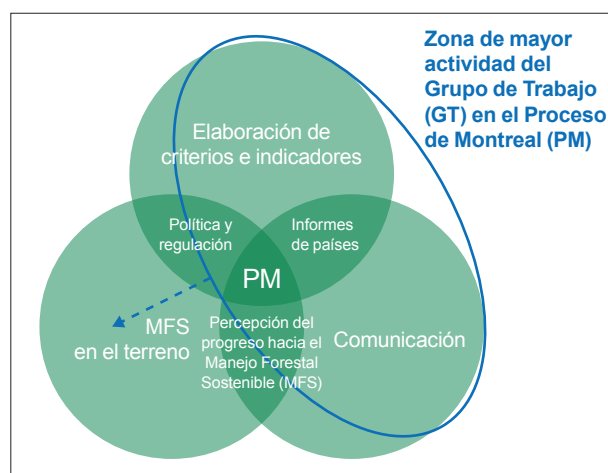 Zona de mayor
actividad del
Grupo de Trabajo
(GT) en el Proceso
de Montreal (PM)
Elaboración de
criterios e indicadores
Política y
regulación
Informes
de países
PM
MFS
en el terreno
Percepción del
progreso hacia el
Manejo Forestal
Sostenible (MFS)
Comunicación